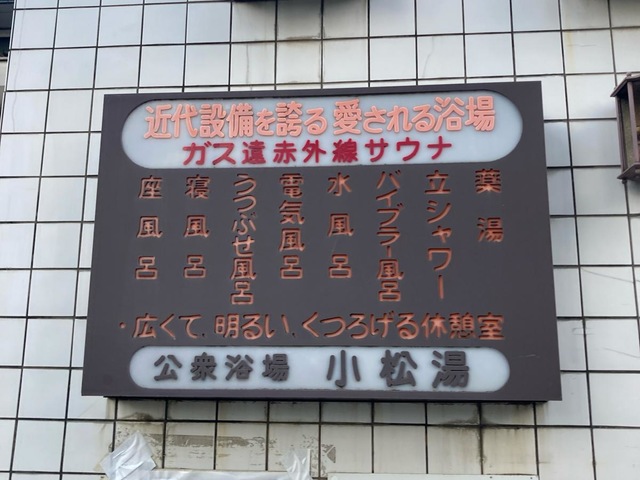 近代設備を誇る愛される浴場
ガス遠赤外線サウナ
薬湯
立シャワー
バイブラー風呂
水風呂
電気風呂
うつぶせ風呂
寝風呂
座風呂
・広くて、明るい、くつろげる休憩室
公衆浴場 小松湯